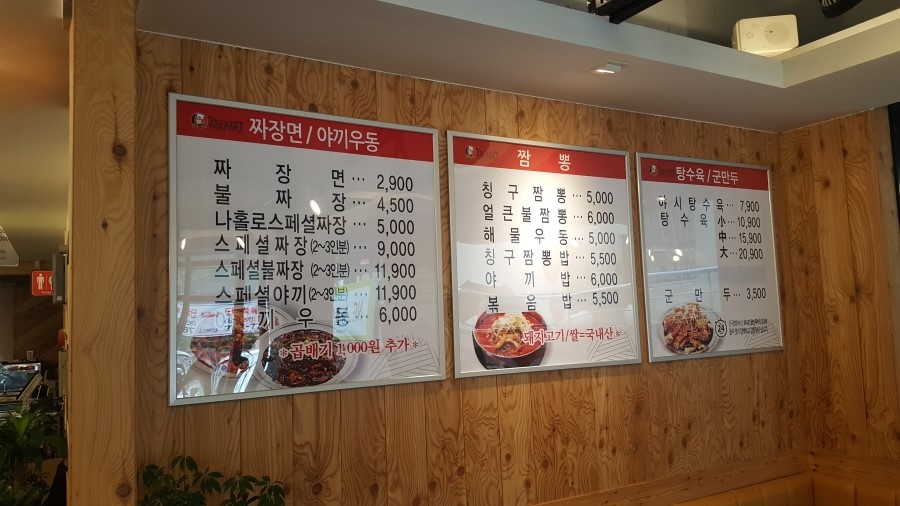 짜장면/야끼우동
짜장면 ··· 2,900
불짜장 ··· 4,500
나홀로스페셜짜장 ··· 5,000
스페셜짜장(2~3인분) ··· 9,000
스페셜불짜장(2~3인분) ··· 11,900
스페셜야끼(2~3인분) ··· 11,900
야끼우동 ··· 6,000
*곱배기 1,000원 추가*
짬뽕
칭구짬뽕 ··· 5,000
얼큰불짬뽕 ··· 6,000
해물우동 ··· 5,000
칭구짬뽕밥 ··· 5,500
야끼밥 ··· 6,000
볶음밥 ··· 5,500
돼지고기/쌀=국내산
탕수육/군만두
하시탕수육 ··· 7,900
탕수육 小 ··· 10,900
中 ··· 15,900
大 ··· 20,900
군만두 ··· 3,500
24